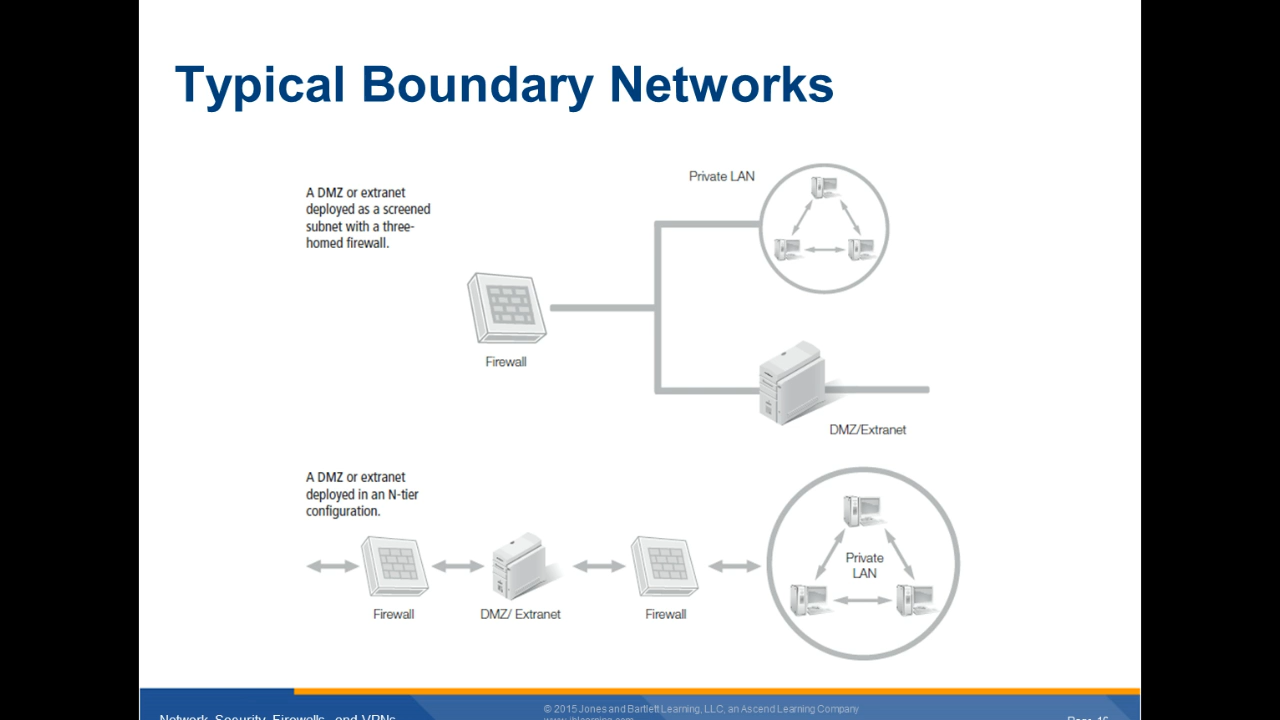 Typical Boundary Networks
A DMZ or extranet
deployed as a screened
subnet with a three-
homed firewall.
Private LAN
Firewall
DMZ/Extranet
A DMZ or extranet
deployed in an N-tier
configuration.
Firewall
DMZ/ Extranet
Firewall
Private
LAN
Network Security, Firewalls, and VPNs
© 2015 Jones and Bartlett Learning, LLC, an Ascend Learning Company
www.jblearning.com
Page